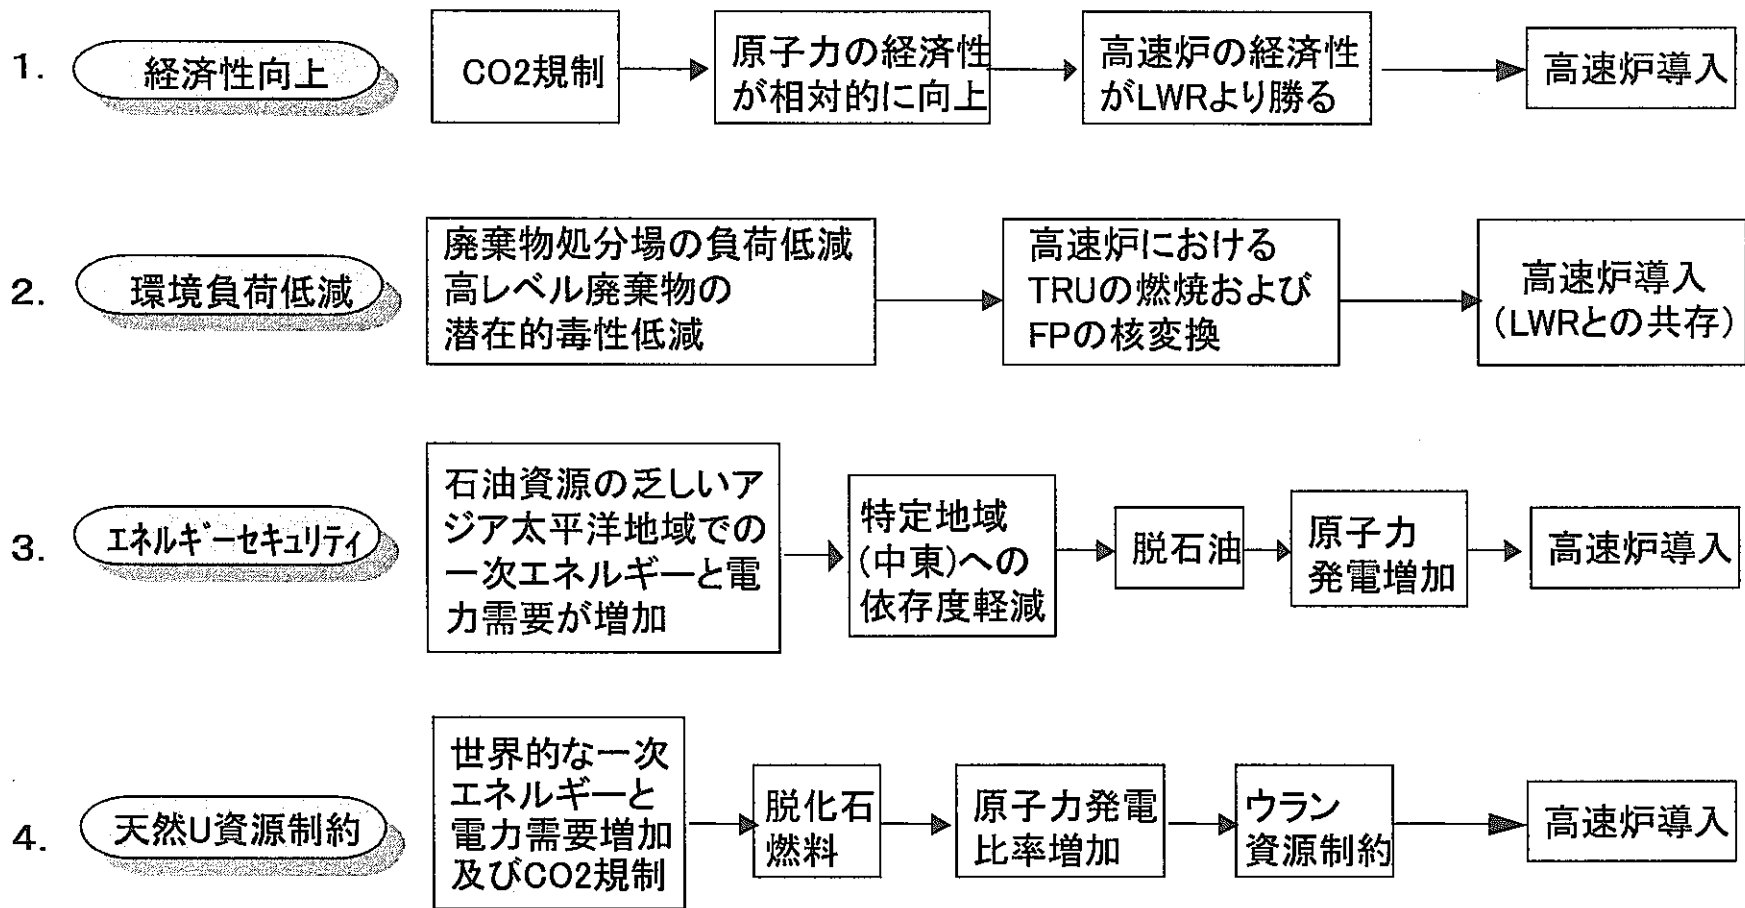 1.
経済性向上
CO2規制
原子力の経済性
が相対的に向上
高速炉の経済性
がLWRより勝る
高速炉導入
2.
環境負荷低減
廃棄物処分場の負荷低減
高レベル廃棄物の
潜在的毒性低減
高速炉における
TRUの燃焼および
FPの核変換
高速炉導入
(LWRとの共存)
3.
エネルギーセキュリティ
石油資源の乏しいア
ジア太平洋地域での
一次エネルギーと電
力需要が増加
特定地域
(中東)への
依存度軽減
脱石油
原子力
発電増加
高速炉導入
4.
天然U資源制約
世界的な一次
エネルギーと
電力需要増加
及びCO2規制
脱化石
燃料
原子力発電
比率増加
ウラン
資源制約
高速炉導入